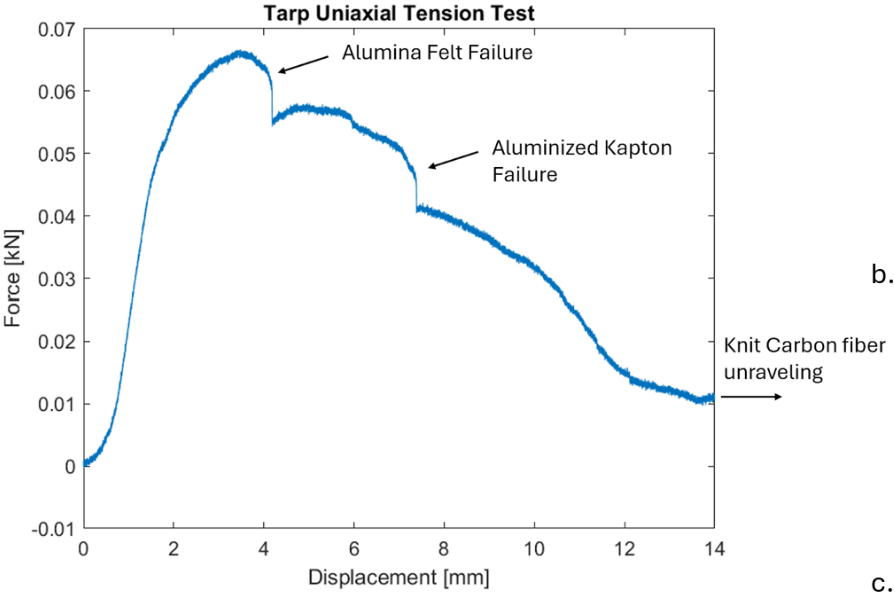 Tarp Uniaxial Tension Test
0.07
0.06
0.05
0.04
0.03
0.02
0.01
0
-0.01
Force [kN]
Alumina Felt Failure
Aluminized Kapton
Failure
b.
Knit Carbon fiber
unraveling
0 2 4 6 8 10 12 14
Displacement [mm]
c.